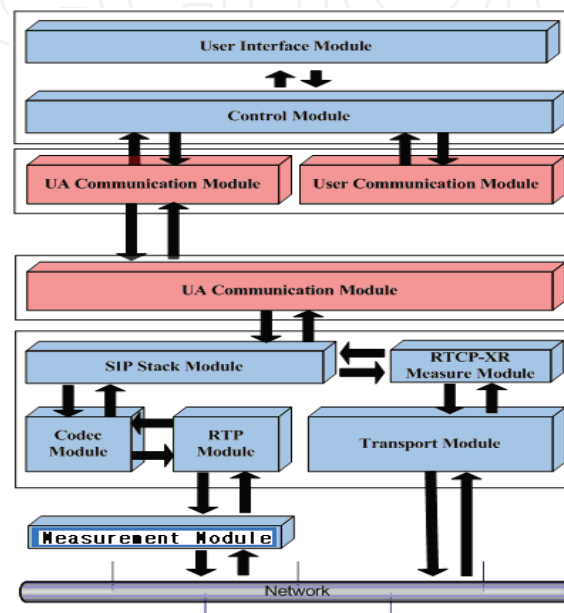 User Interface Module
Control Module
UA Communication Module
User Communication Module
UA Communication Module
SIP Stack Module
RTCP-XR
Measure Module
Codec
Module
RTP
Module
Transport Module
Measurement Module
Network